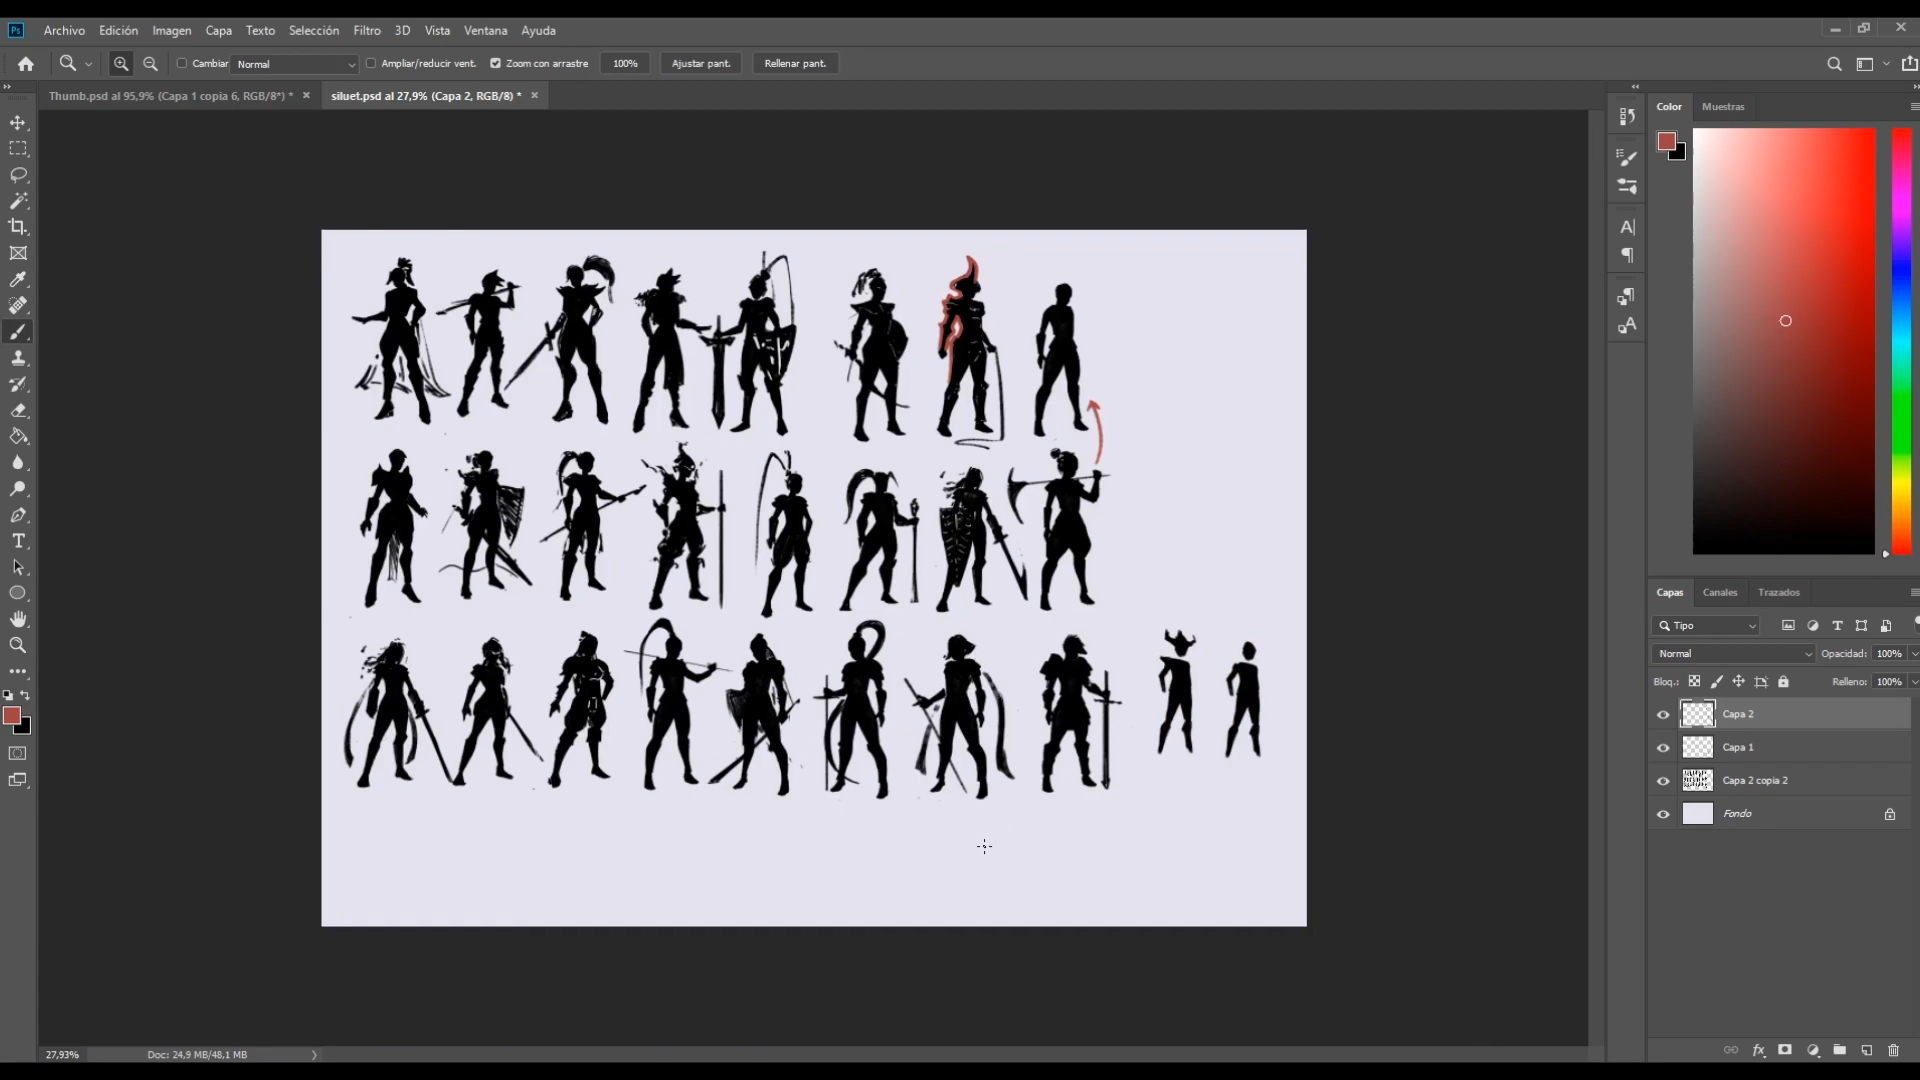 Ps Archivo Edición Imagen Capa Texto Selección Filtro 3D Vista Ventana Ayuda
Cambiar Normal Ampliar/reducir vent. Zoom con arrastre 100% Ajustar pant. Rellenar pant.
Thumb.psd al 95,9% (Capa 1 copia 6, RGB/8*) * siluet.psd al 27,9% (Capa 2, RGB/8) *
Color Muestras
Capas Canales Trazados
Tipo
Normal Opacidad: 100%
Bloq.: Relleno: 100%
Capa 2
Capa 1
Capa 2 copia 2
Fondo
27,93% Doc: 24,9 MB/48,1 MB